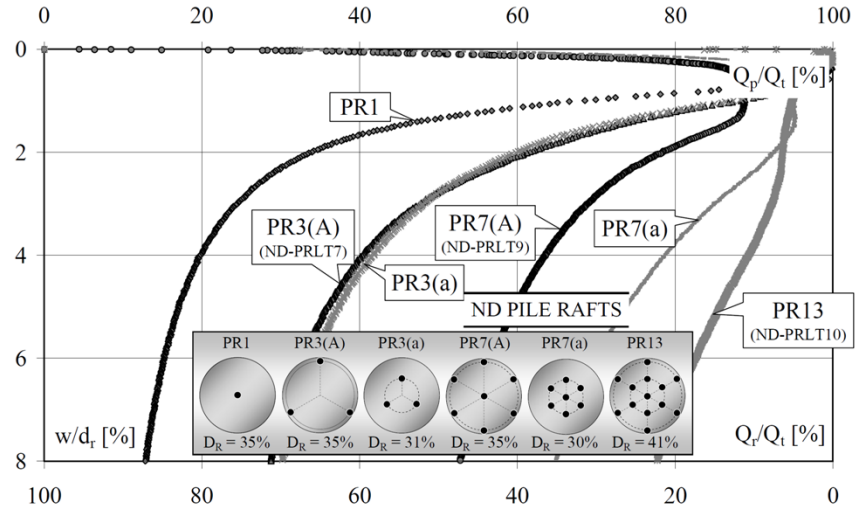 0 20 40 60 80 100
0
Qp/Qt [%]
PR1
2
PR3(A)
(ND-PRLT7)
PR7(A)
(ND-PRLT9)
PR7(a)
4
PR3(a)
ND PILE RAFTS
PR13
(ND-PRLT10)
6
PR1 PR3(A) PR3(a) PR7(A) PR7(a) PR13
DR = 35% DR = 35% DR = 31% DR = 35% DR = 30% DR = 41%
w/dr [%]
Qr/Qt [%]
8
100 80 60 40 20 0